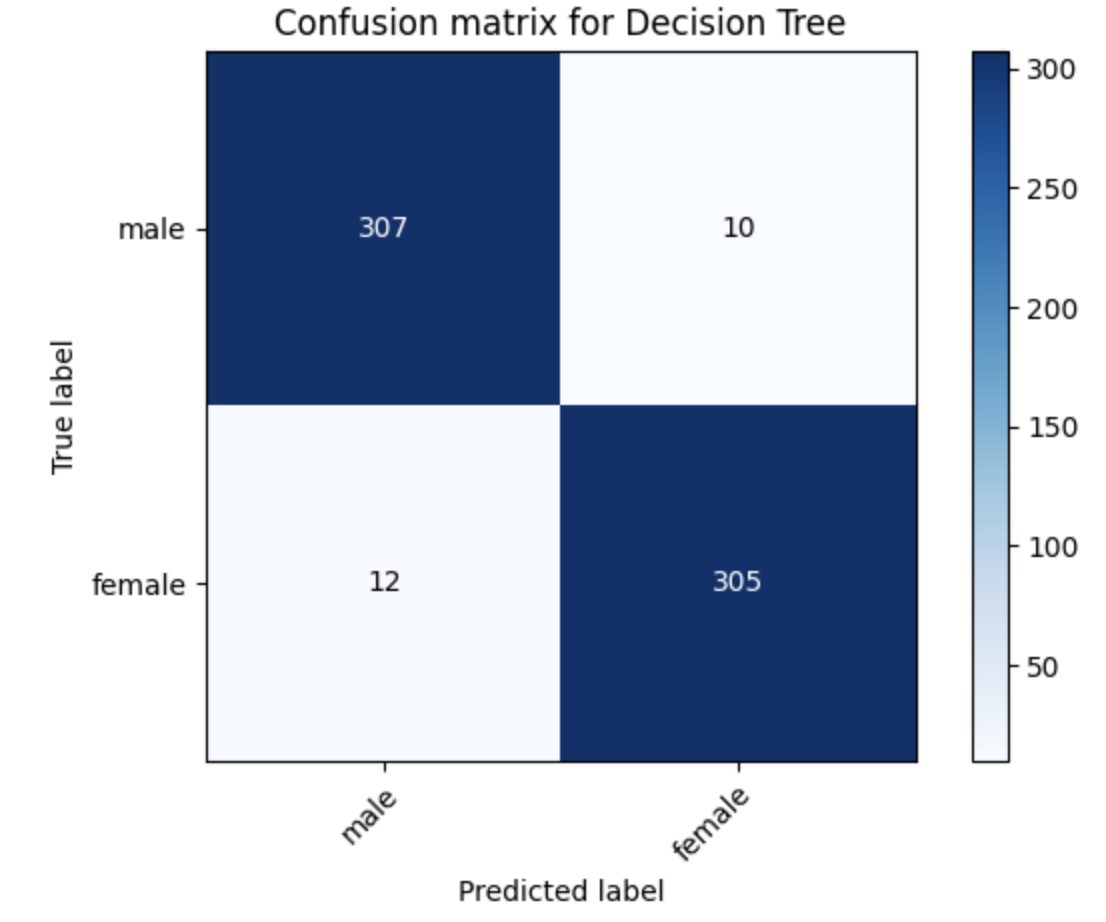 Confusion matrix for Decision Tree
True label
male
female
307
10
12
305
male
female
Predicted label
300
250
200
150
100
50